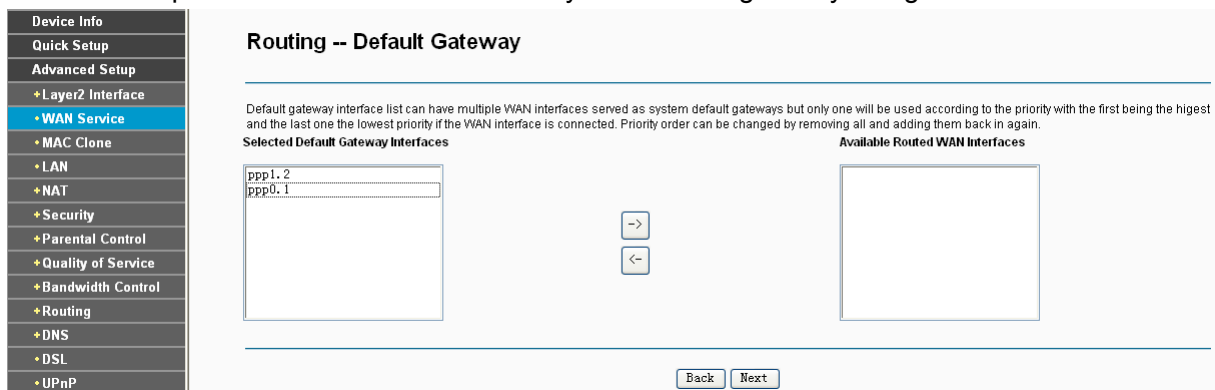 Device Info
Quick Setup
Advanced Setup
+Layer2 Interface
•WAN Service
•MAC Clone
•LAN
+NAT
+Security
+Parental Control
+Quality of Service
+Bandwidth Control
+Routing
+DNS
•DSL
•UPnP
Routing -- Default Gateway
Default gateway interface list can have multiple WAN interfaces served as system default gateways but only one will be used according to the priority with the first being the higest
and the last one the lowest priority if the WAN interface is connected. Priority order can be changed by removing all and adding them back in again.
Selected Default Gateway Interfaces
Available Routed WAN Interfaces
ppp1.2
ppp0.1
->
<-
Back Next